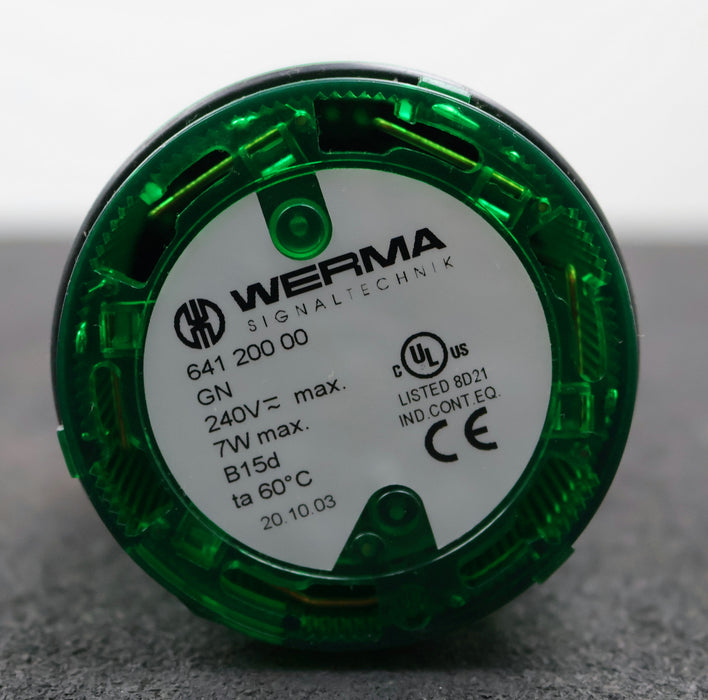 WERMA
SIGNALTECHNIK
641 200 00
GN
240V⎓ max.
7W max.
B15d
ta 60°C
20.10.03
C UL US
LISTED 8D21
IND.CONT.EQ.
CE